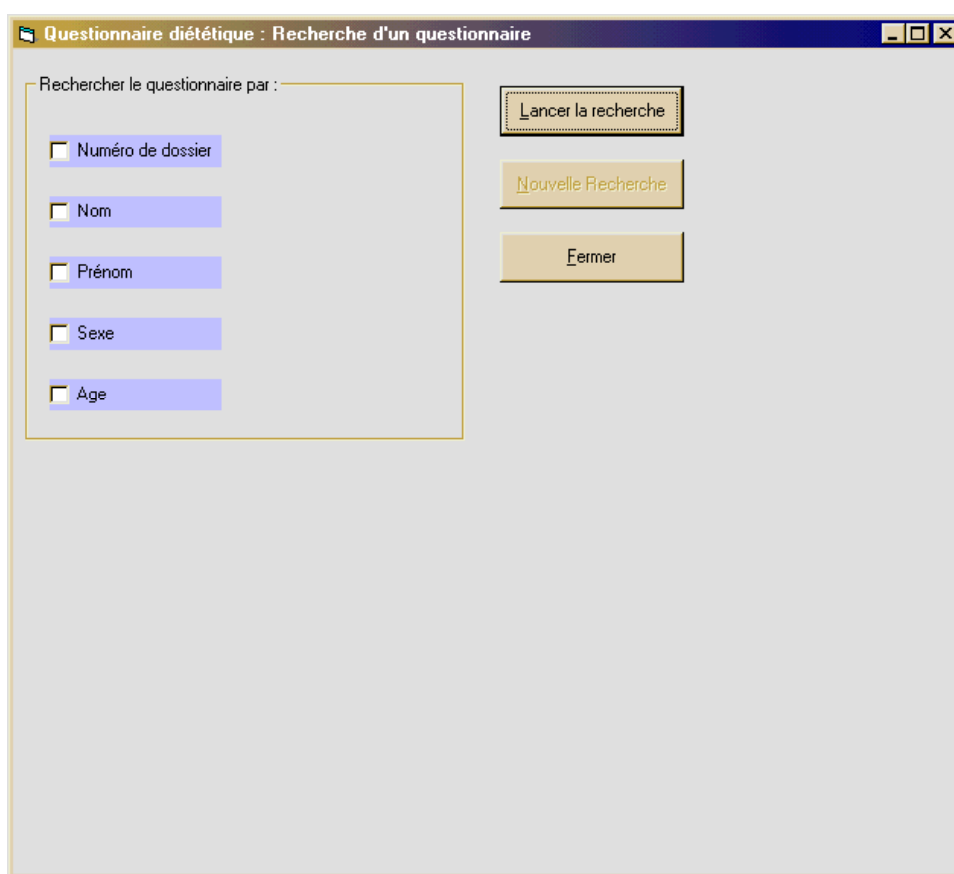 Questionnaire diététique : Recherche d'un questionnaire
Rechercher le questionnaire par :
Numéro de dossier
Nom
Prénom
Sexe
Age
Lancer la recherche
Nouvelle Recherche
Fermer